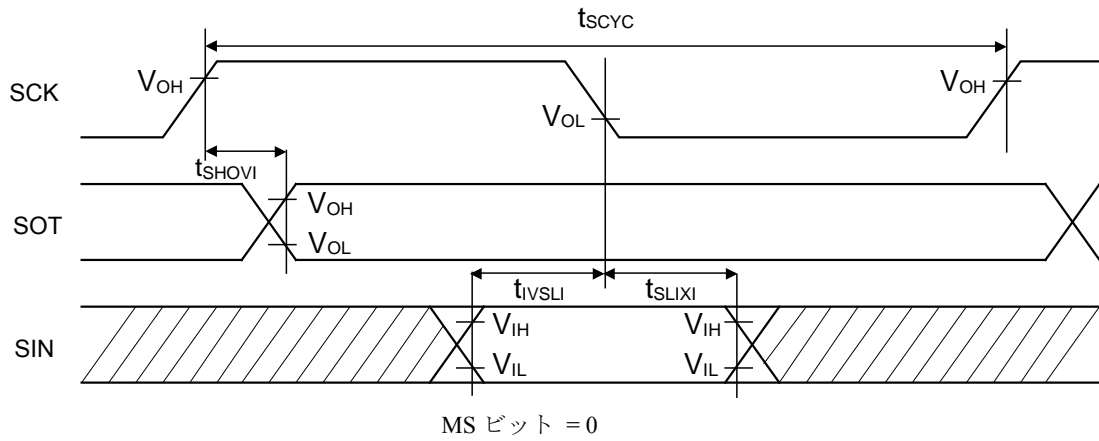 tSCYC
SCK
VOH
VOL
VOH
tSHOVI
SOT
VOH
VOL
tIVSLI
tSLIXI
SIN
VIH
VIL
VIH
VIL
MS ビット = 0